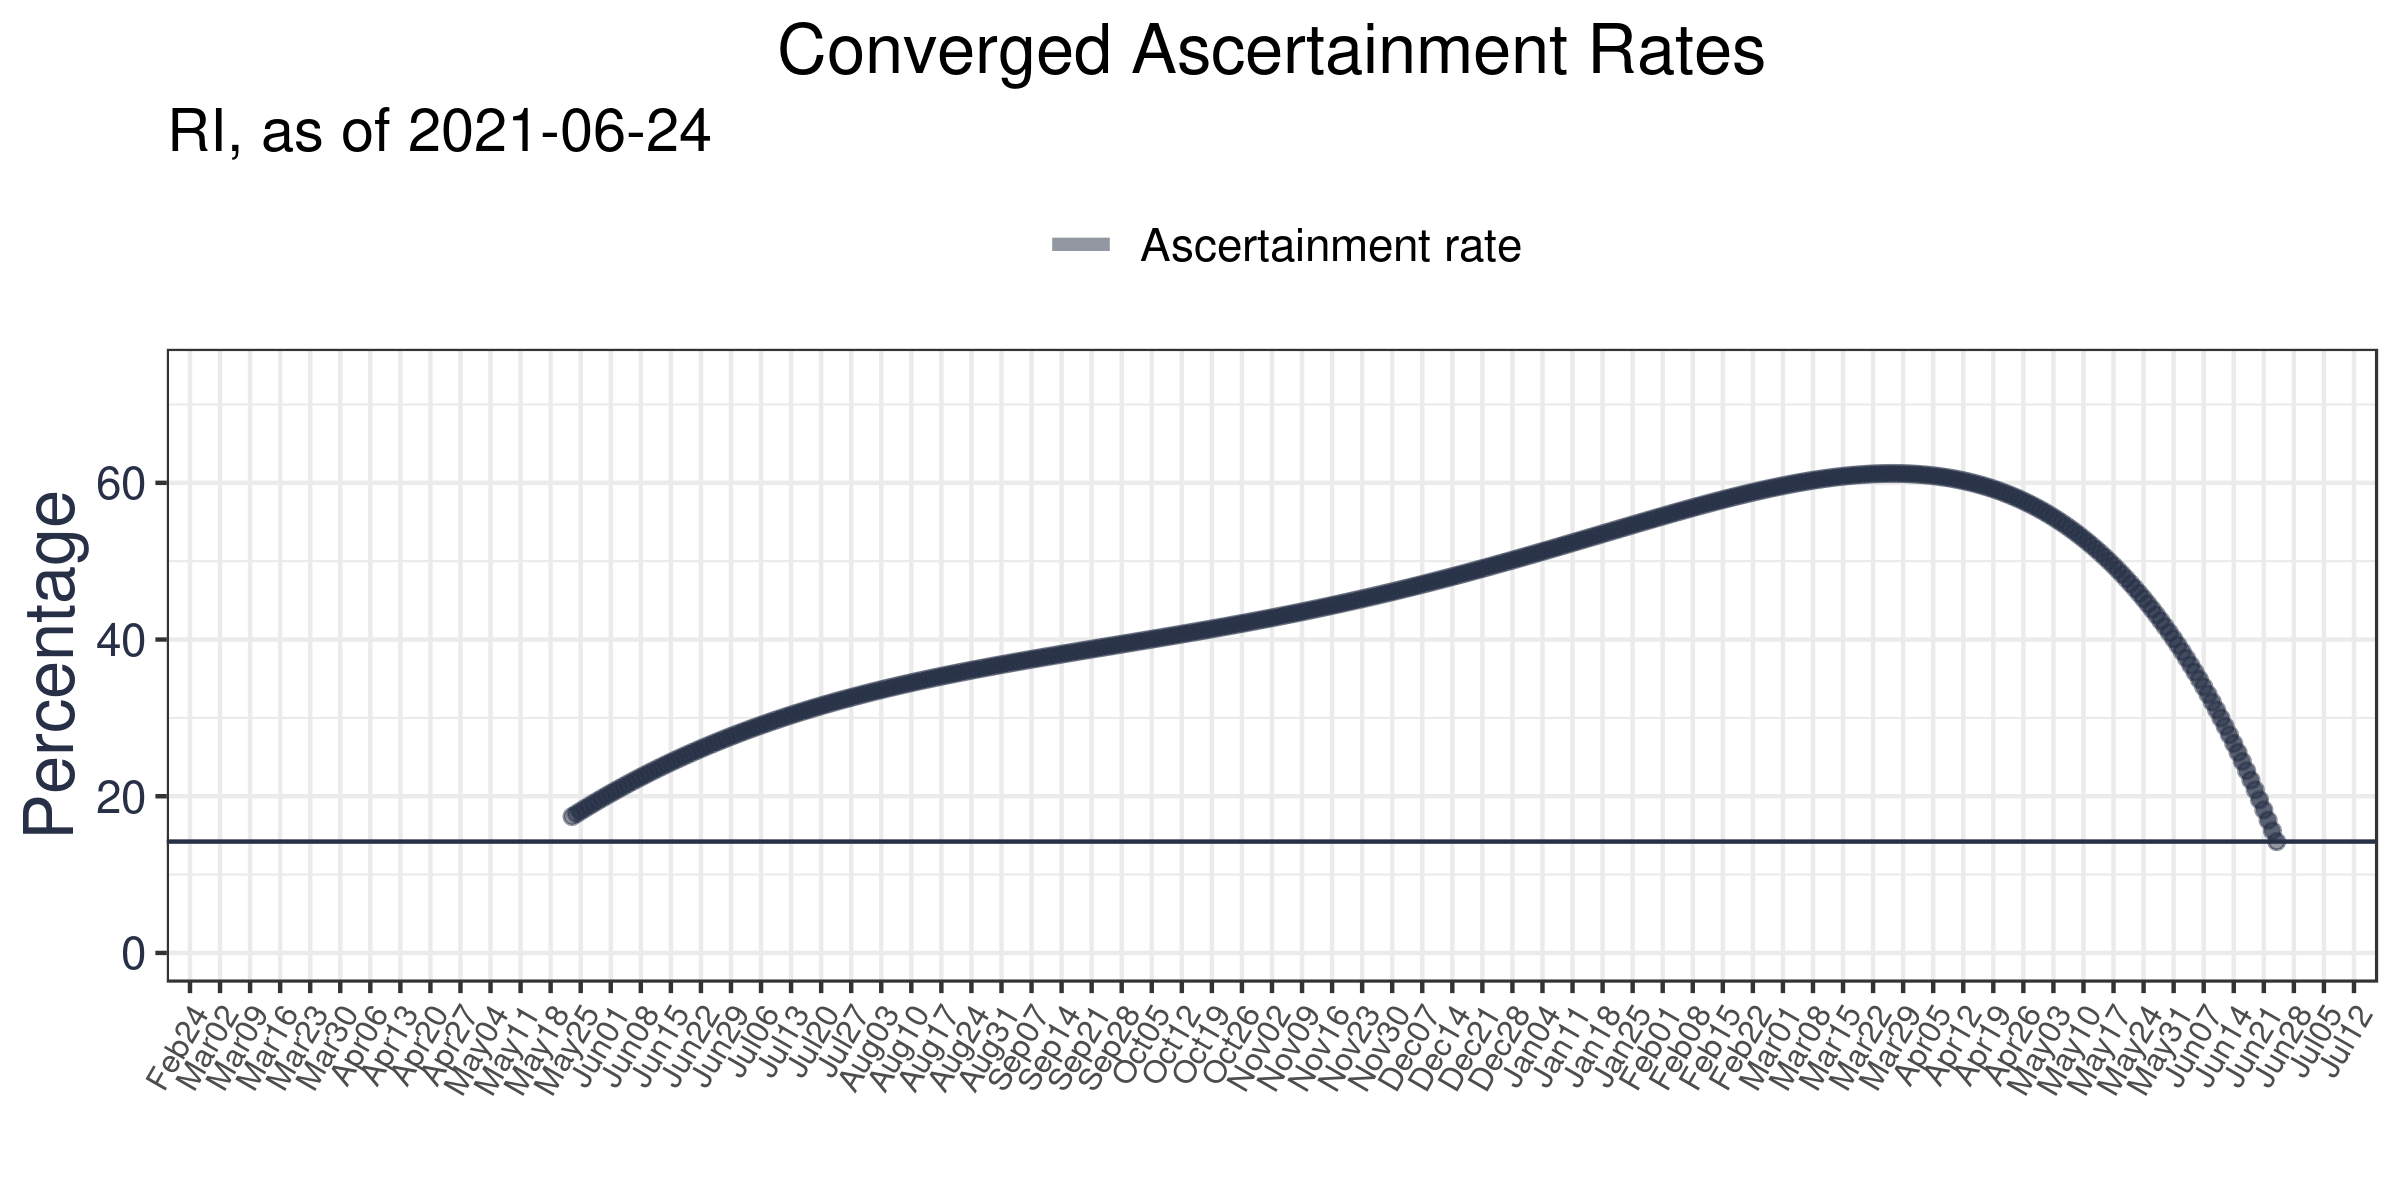 Converged Ascertainment Rates
RI, as of 2021-06-24
Ascertainment rate
Percentage
60
40
20
0
Feb24 Mar02 Mar09 Mar16 Mar23 Mar30 Apr06 Apr13 Apr20 Apr27 May04 May11 May18 May25 Jun01 Jun08 Jun15 Jun22 Jun29 Jul06 Jul13 Jul20 Jul27 Aug03 Aug10 Aug17 Aug24 Aug31 Sep07 Sep14 Sep21 Sep28 Oct05 Oct12 Oct19 Oct26 Nov02 Nov09 Nov16 Nov23 Nov30 Dec07 Dec14 Dec21 Dec28 Jan04 Jan11 Jan18 Jan25 Feb01 Feb08 Feb15 Feb22 Mar01 Mar08 Mar15 Mar22 Mar29 Apr05 Apr12 Apr19 Apr26 May03 May10 May17 May24 May31 Jun07 Jun14 Jun21 Jun28 Jul05 Jul12